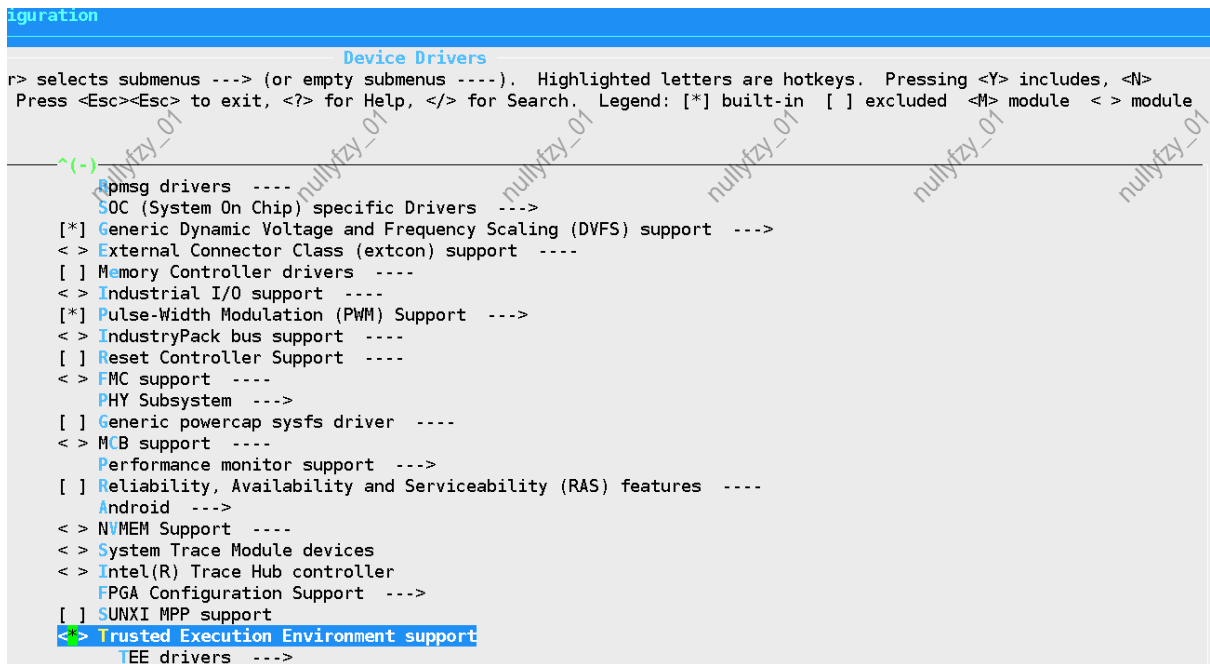 iguration
Device Drivers
r> selects submenus ---> (or empty submenus ----).  Highlighted letters are hotkeys.  Pressing <Y> includes, <N>
Press <Esc><Esc> to exit, <?> for Help, </> for Search.  Legend: [*] built-in  [ ] excluded  <M> module  < > module
nullyfzy_01 nullyfzy_01 nullyfzy_01 nullyfzy_01 nullyfzy_01 nullyfzy_01
^(-)
Rpmsg drivers  ----
SOC (System On Chip) specific Drivers  --->
[*] Generic Dynamic Voltage and Frequency Scaling (DVFS) support  --->
< > External Connector Class (extcon) support  ----
[ ] Memory Controller drivers  ----
< > Industrial I/O support  ----
[*] Pulse-Width Modulation (PWM) Support  --->
< > IndustryPack bus support  ----
[ ] Reset Controller Support  ----
< > FMC support  ----
PHY Subsystem  --->
[ ] Generic powercap sysfs driver  ----
< > MCB support  ----
Performance monitor support  --->
[ ] Reliability, Availability and Serviceability (RAS) features  ----
Android  --->
< > NVMEM Support  ----
< > System Trace Module devices
< > Intel(R) Trace Hub controller
FPGA Configuration Support  --->
[ ] SUNXI MPP support
<*> Trusted Execution Environment support
TEE drivers  --->